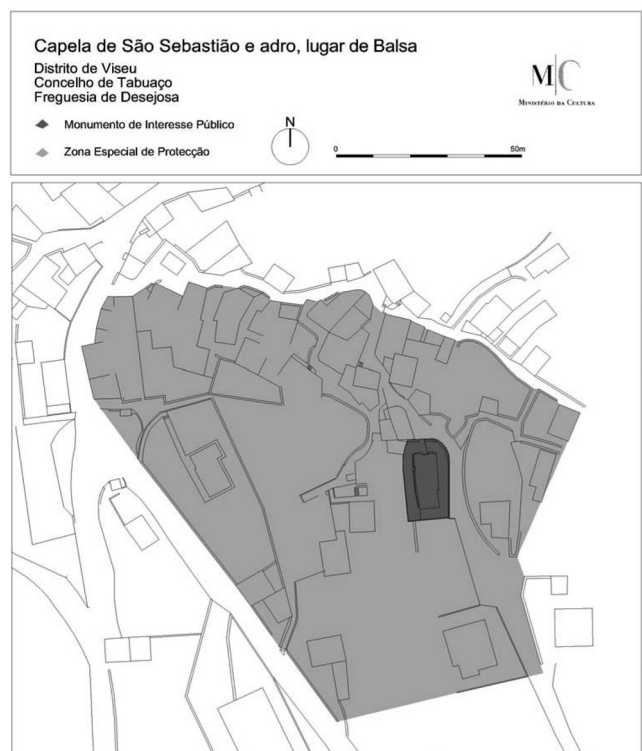 Capela de São Sebastião e adro, lugar de Balsa
Distrito de Viseu
Concelho de Tabuaço
Freguesia de Desejosa
Monumento de Interesse Público
Zona Especial de Protecção
N
0 50m
M C
MINISTÉRIO DA CULTURA